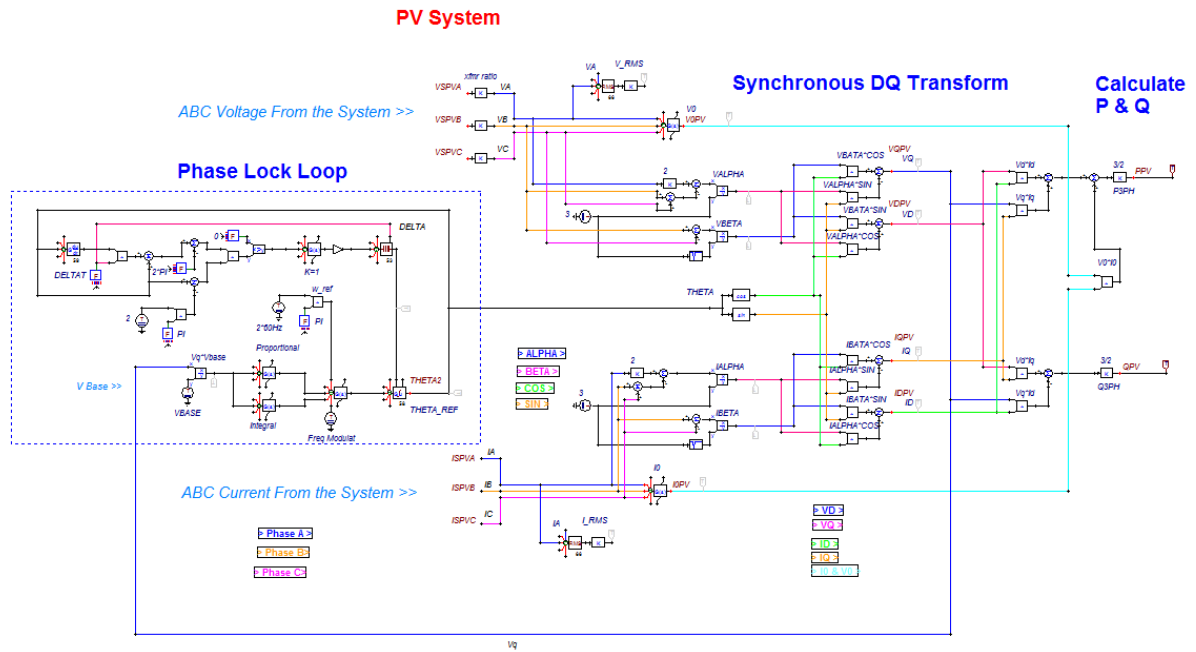 PV System
VA
V_RMS
RMS
K
xfmr ratio
VSPVA
K
VA
Synchronous DQ Transform
Calculate
P & Q
ABC Voltage From the System >>
VSPVB
K
VB
V0
V0PV
VSPVC
K
VC
VQPV
VBATA*COS
VQ
Vd*Id
3/2
PPV
K
P3PH
Phase Lock Loop
2
K
VALPHA
VALPHA*SIN
VDPV
VBATA*SIN
VD
Vq*Iq
3
VBETA
VALPHA*COS
DELTA
0
F
DELTAT
F
2*PI
F
K=1
V0*I0
w_ref
THETA
cos
sin
2
F
PI
2*60Hz
F
PI
IQPV
IBATA*COS
IQ
Proportional
> ALPHA >
> BETA >
> COS >
> SIN >
Vq*Vbase
V Base >>
VBASE
Integral
THETA2
THETA_REF
Freq Modulat
2
K
IALPHA
IALPHA*SIN
IDPV
IBATA*SIN
ID
Vd*Iq
3/2
QPV
K
Q3PH
Vq*Id
3
IBETA
IALPHA*COS
ISPVA
IA
I0
I0PV
ABC Current From the System >>
ISPVB
IB
ISPVC
IC
IA
I_RMS
RMS
K
> Phase A >
> Phase B >
> Phase C >
> VD >
> VQ >
> ID >
> IQ >
> I0 & V0 >
Vq